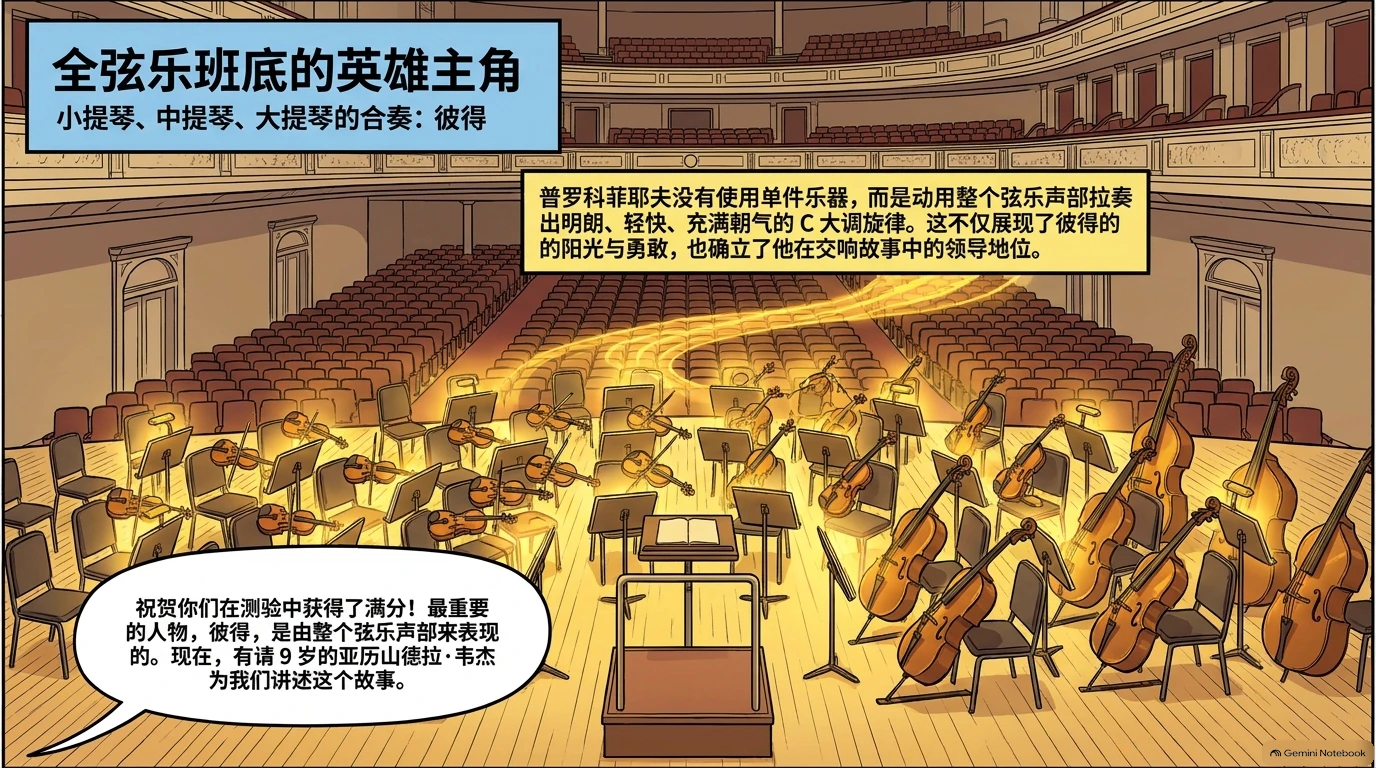 全弦乐班底的英雄主角
小提琴、中提琴、大提琴的合奏：彼得
普罗科菲耶夫没有使用单件乐器，而是动用整个弦乐声部拉奏
出明朗、轻快、充满朝气的 C 大调旋律。这不仅展现了彼得的
的阳光与勇敢，也确立了他在交响故事中的领导地位。
祝贺你们在测验中获得了满分！最重要
的人物，彼得，是由整个弦乐声部来表现
的。现在，有请 9 岁的亚历山德拉·韦杰
为我们讲述这个故事。
Gemini Notebook